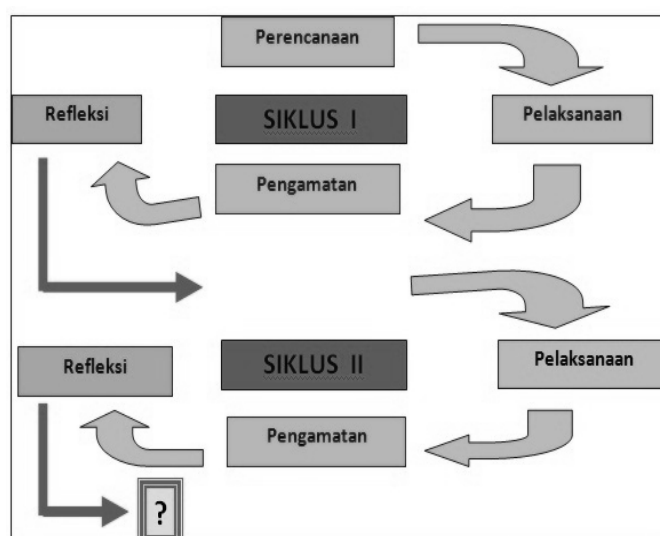 Perencanaan
Refleksi
SIKLUS I
Pelaksanaan
Pengamatan
Refleksi
SIKLUS II
Pelaksanaan
Pengamatan
?